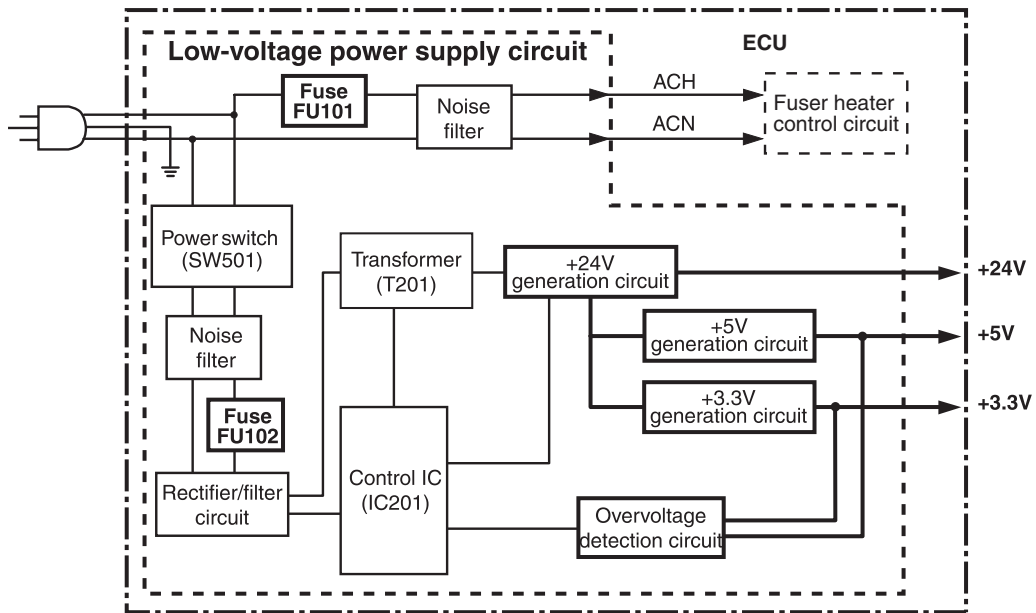 Low-voltage power supply circuit
ECU
Fuse
FU101
Noise
filter
ACH
ACN
Fuser heater
control circuit
Power switch
(SW501)
Transformer
(T201)
+24V
generation circuit
+24V
Noise
filter
+5V
generation circuit
+5V
Fuse
FU102
+3.3V
generation circuit
+3.3V
Rectifier/filter
circuit
Control IC
(IC201)
Overvoltage
detection circuit